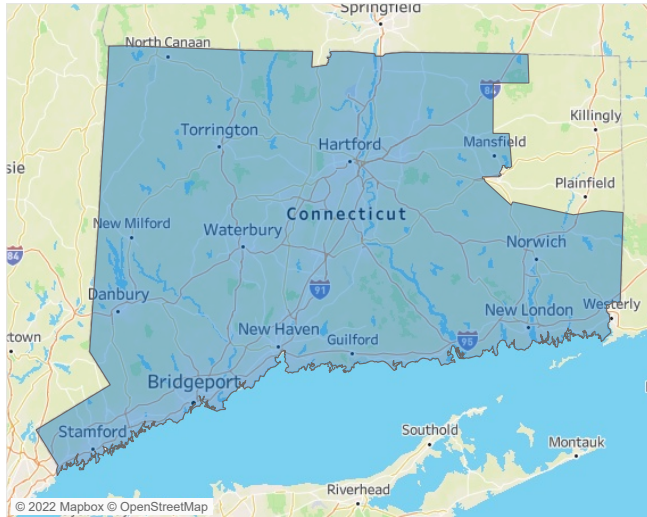 Springfield
North Canaan
84
Killingly
Torrington
Hartford
Mansfield
sie
Plainfield
Connecticut
New Milford
Waterbury
Norwich
84
91
Danbury
New London
Westerly
New Haven
Guilford
95
ctown
Bridgeport
Stamford
Southold
Montauk
Riverhead
© 2022 Mapbox © OpenStreetMap